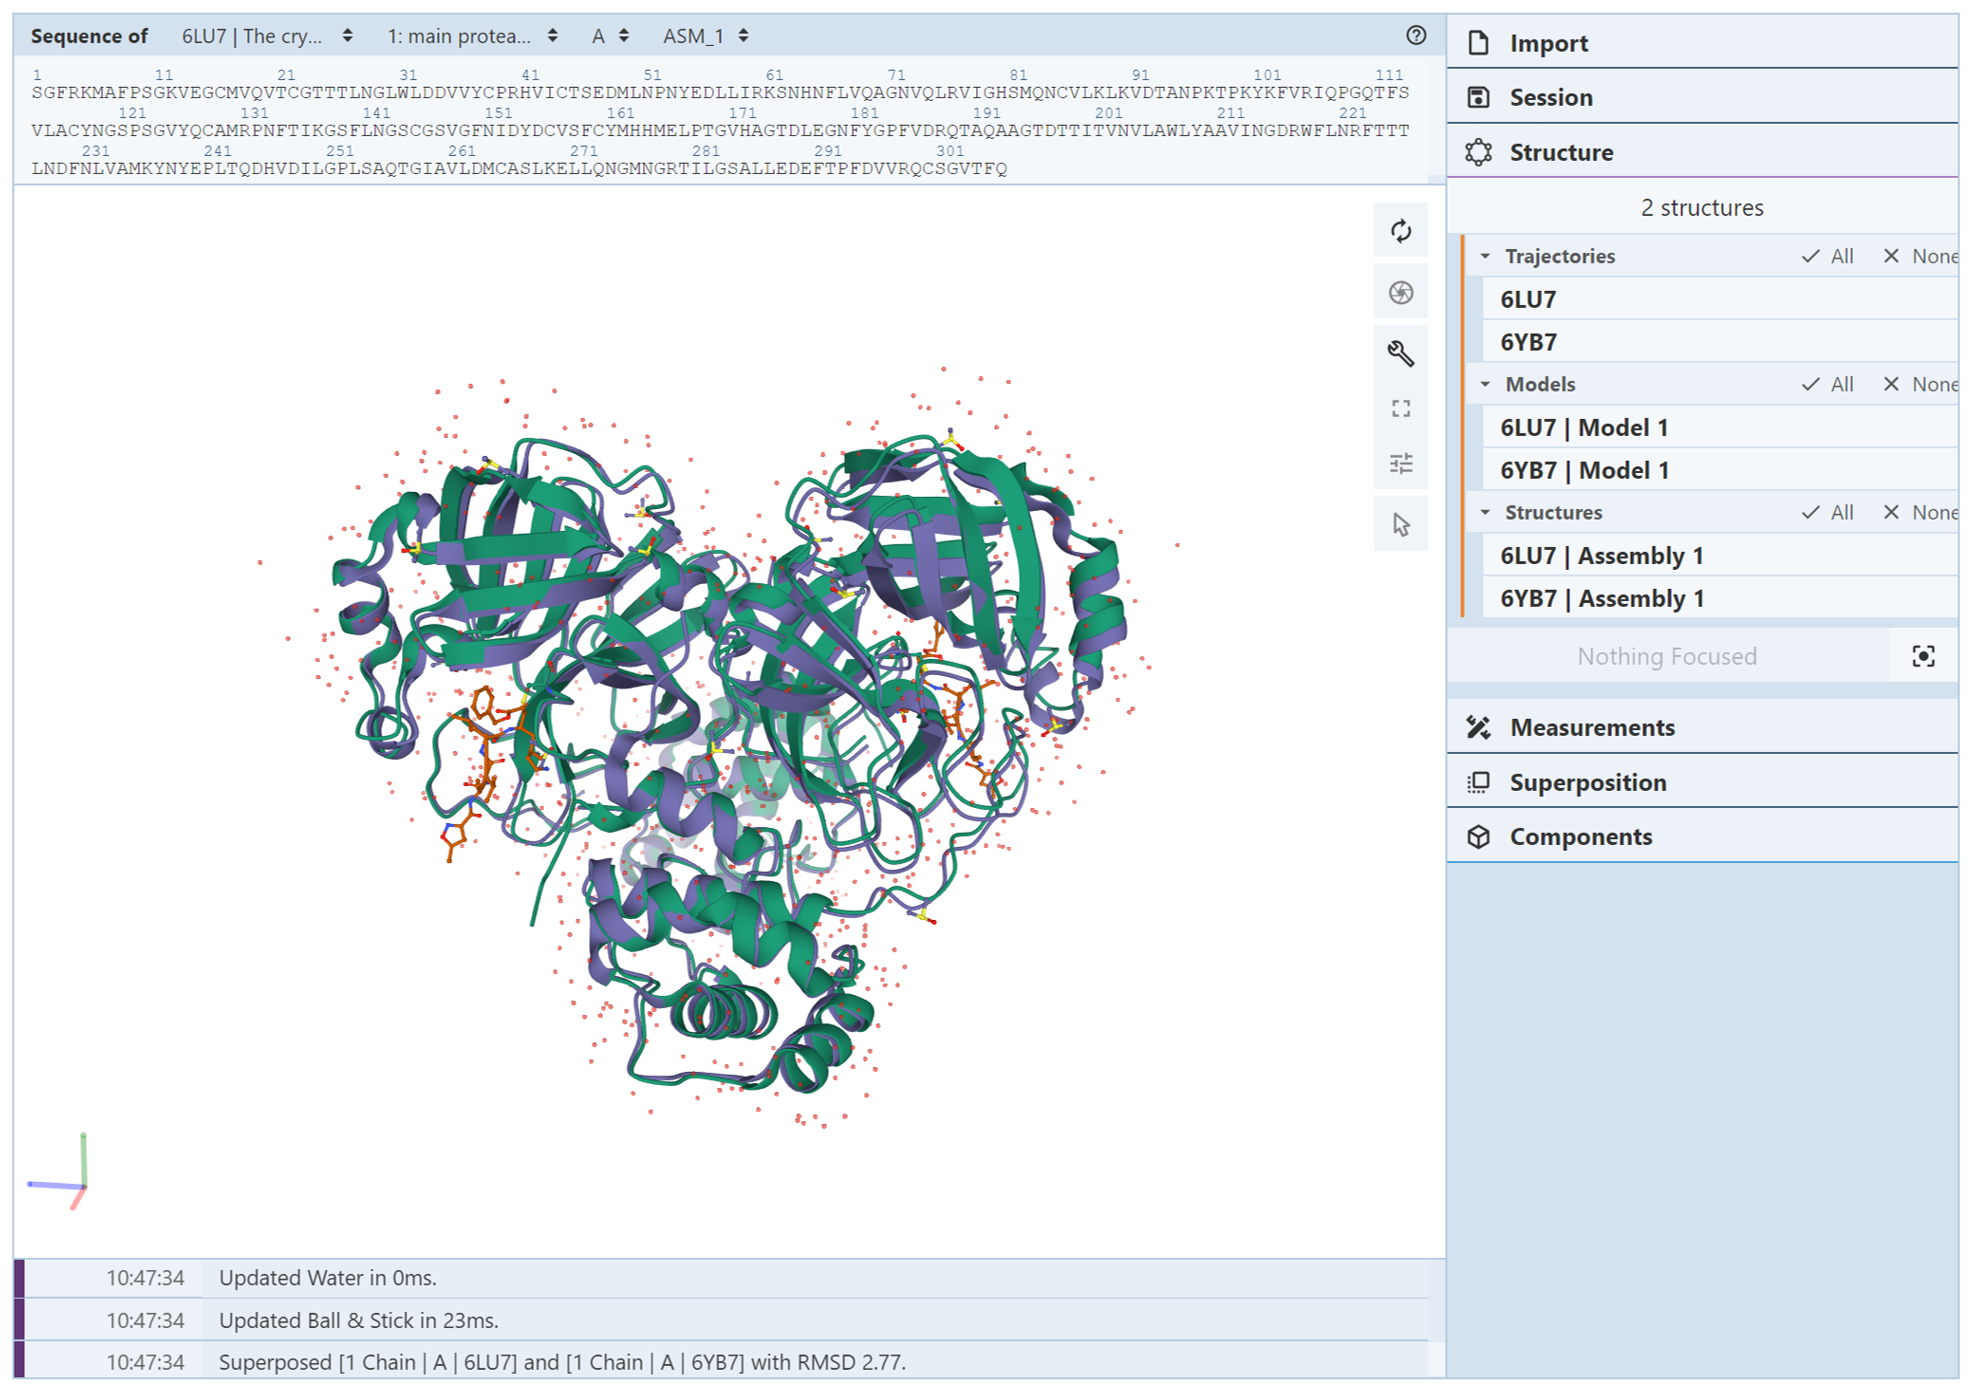 Sequence of 6LU7 | The cry... 1: main protea... A ASM_1
1 11 21 31 41 51 61 71 81 91 101 111
SGFRKMAFPSGKVEGCMVQVTCGTTTLNGLWLDDVVYCPRHVICTSEDMLNPNYEDLLIRKSNHNFLVQAGNVQLRVIGHSMQNCVLKLKVDTANPKTPKYKFVRIQPGQTFS
121 131 141 151 161 171 181 191 201 211 221
VLACYNGSPSGVYQCAMRPNFTIKGSFLNGSCGSVGFNIDYDCVSFCYMHHMELPTGVHAGTDLEGNFYGPFVDRQTAQAAGTDTTITVNVLAWLYAAVINGDRWFLNRFTTT
231 241 251 261 271 281 291 301
LNDFNLVAMKYNYEPLTQDHVDILGPLSAQTGIAVLDMCASLKELLQNGMNGRTILGSALLEDEFTPFDVVRQCSGVTFQ
Import
Session
Structure
2 structures
Trajectories All None
6LU7
6YB7
Models All None
6LU7 | Model 1
6YB7 | Model 1
Structures All None
6LU7 | Assembly 1
6YB7 | Assembly 1
Nothing Focused
Measurements
Superposition
Components
10:47:34 Updated Water in 0ms.
10:47:34 Updated Ball & Stick in 23ms.
10:47:34 Superposed [1 Chain | A | 6LU7] and [1 Chain | A | 6YB7] with RMSD 2.77.